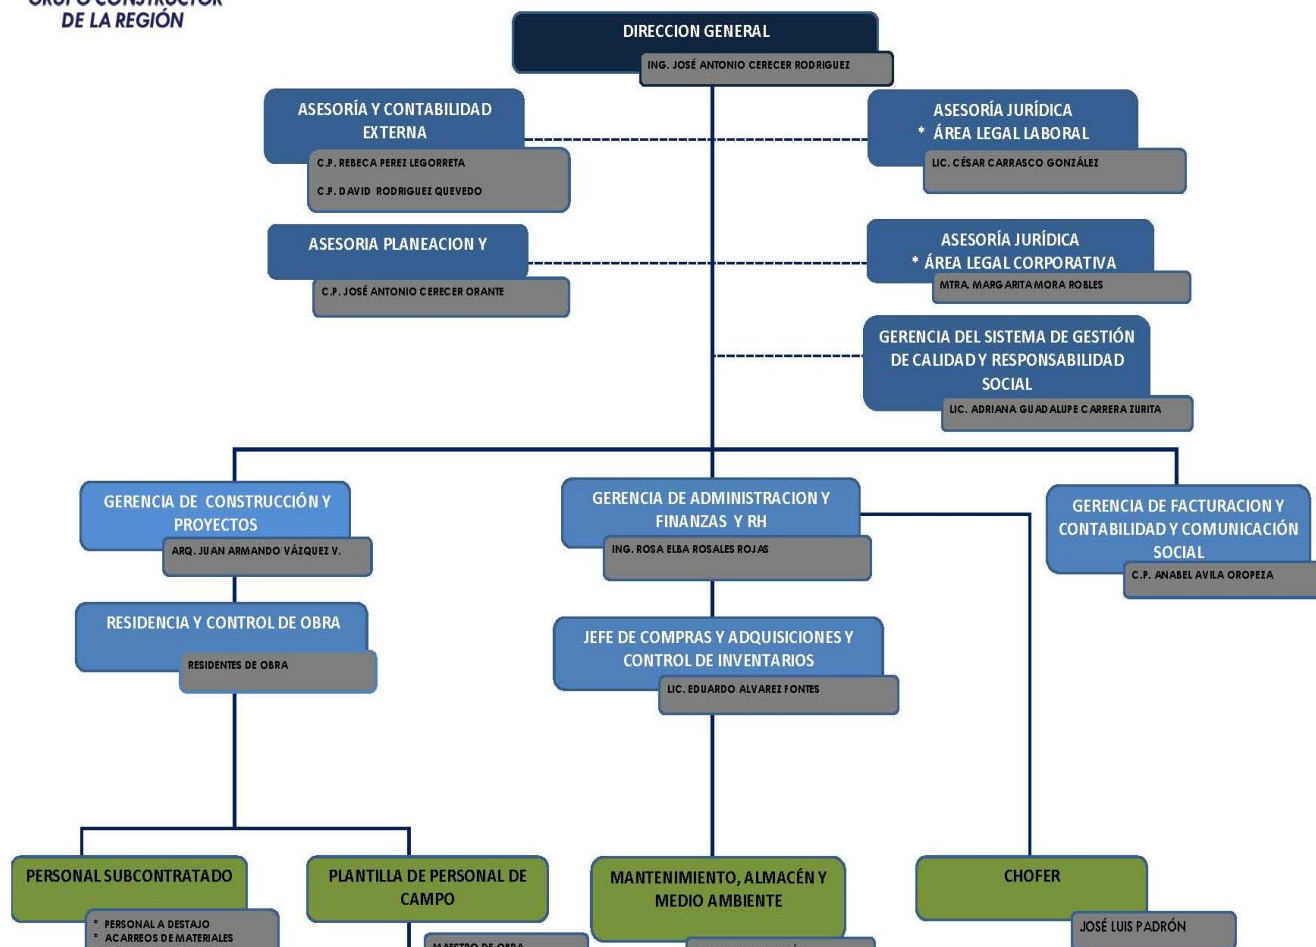 GRUPO CONSTRUCTOR
DE LA REGIÓN
DIRECCION GENERAL
ING. JOSÉ ANTONIO CERECER RODRIGUEZ
ASESORÍA Y CONTABILIDAD
EXTERNA
C.P. REBECA PEREZ LEGORRETA
C.P. DAVID RODRIGUEZ QUEVEDO
ASESORÍA JURÍDICA
* ÁREA LEGAL LABORAL
LIC. CÉSAR CARRASCO GONZÁLEZ
ASESORIA PLANEACION Y
C.P. JOSÉ ANTONIO CERECER ORANTE
ASESORÍA JURÍDICA
* ÁREA LEGAL CORPORATIVA
MTRA. MARGARITA MORA ROBLES
GERENCIA DEL SISTEMA DE GESTIÓN
DE CALIDAD Y RESPONSABILIDAD
SOCIAL
LIC. ADRIANA GUADALUPE CARRERA ZURITA
GERENCIA DE CONSTRUCCIÓN Y
PROYECTOS
ARQ. JUAN ARMANDO VÁZQUEZ V.
GERENCIA DE ADMINISTRACION Y
FINANZAS Y RH
ING. ROSA ELBA ROSALES ROJAS
GERENCIA DE FACTURACION Y
CONTABILIDAD Y COMUNICACIÓN
SOCIAL
C.P. ANABEL AVILA OROPEZA
RESIDENCIA Y CONTROL DE OBRA
RESIDENTES DE OBRA
JEFE DE COMPRAS Y ADQUISICIONES Y
CONTROL DE INVENTARIOS
LIC. EDUARDO ALVAREZ FONTES
PERSONAL SUBCONTRATADO
* PERSONAL A DESTAJO
* ACARREOS DE MATERIALES
PLANTILLA DE PERSONAL DE
CAMPO
MAESTRO DE OBRA
MANTENIMIENTO, ALMACÉN Y
MEDIO AMBIENTE
CHOFER
JOSÉ LUIS PADRÓN